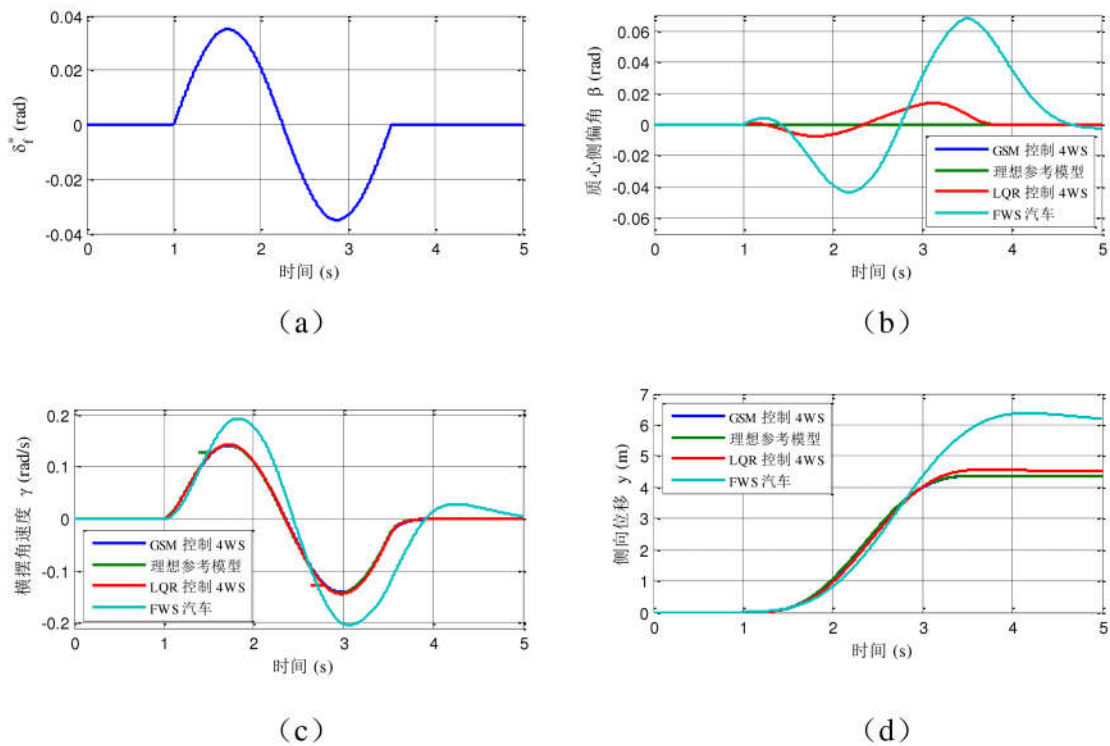 0.04
0.02
0
-0.02
-0.04
δf* (rad)
0 1 2 3 4 5
时间 (s)
(a)
0.06
0.04
0.02
0
-0.02
-0.04
-0.06
质心侧偏角 β (rad)
GSM 控制 4WS
理想参考模型
LQR 控制 4WS
FWS 汽车
0 1 2 3 4 5
时间 (s)
(b)
0.2
0.1
0
-0.1
-0.2
横摆角速度 γ (rad/s)
GSM 控制 4WS
理想参考模型
LQR 控制 4WS
FWS 汽车
0 1 2 3 4 5
时间 (s)
(c)
7
6
5
4
3
2
1
0
侧向位移 y (m)
GSM 控制 4WS
理想参考模型
LQR 控制 4WS
FWS 汽车
0 1 2 3 4 5
时间 (s)
(d)